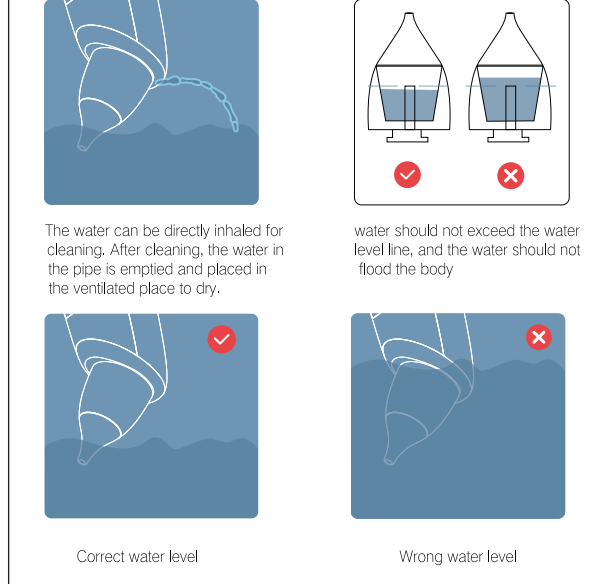 The water can be directly inhaled for
cleaning. After cleaning, the water in
the pipe is emptied and placed in
the ventilated place to dry.
water should not exceed the water
level line, and the water should not
flood the body
Correct water level
Wrong water level